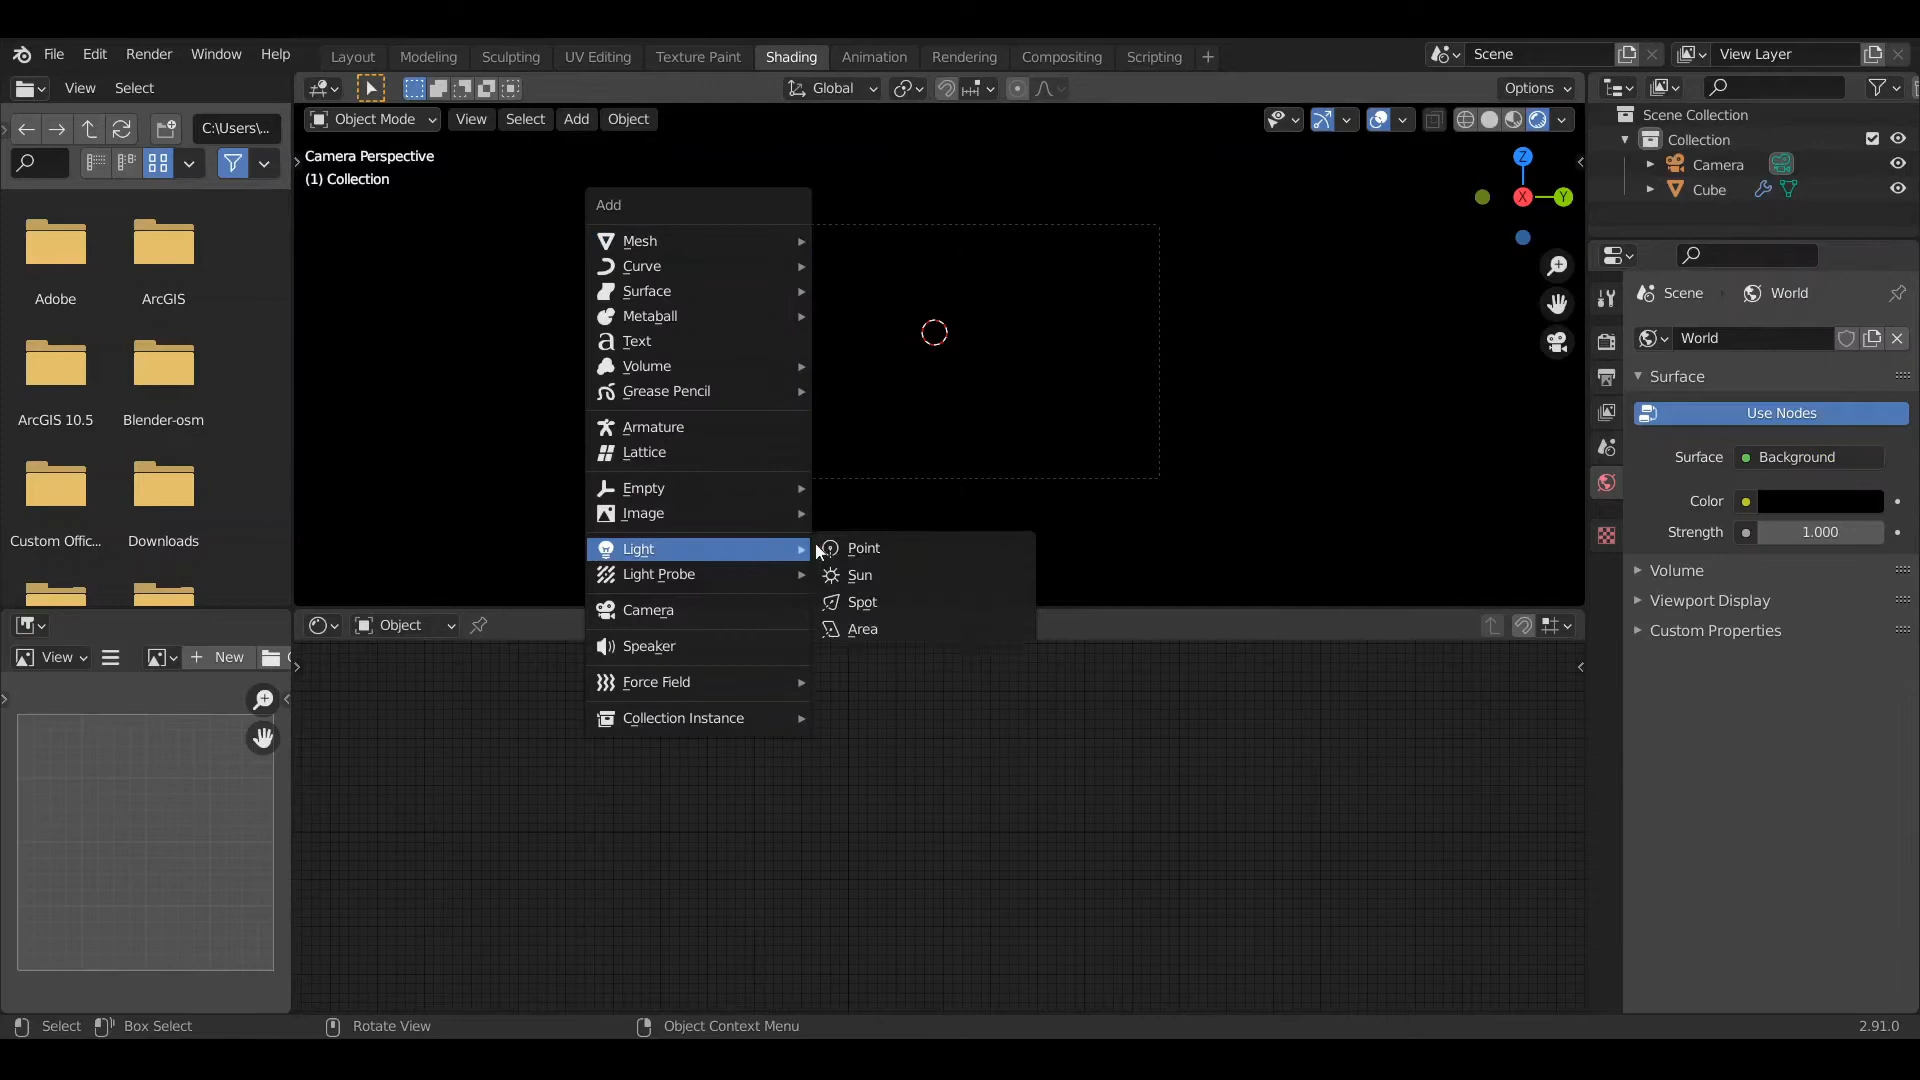 File Edit Render Window Help Layout Modeling Sculpting UV Editing Texture Paint Shading Animation Rendering Compositing Scripting + Scene View Layer
View Select Global Options
Object Mode View Select Add Object
C:\Users\...
Camera Perspective
(1) Collection
Adobe ArcGIS
ArcGIS 10.5 Blender-osm
Custom Offic... Downloads
Add
Mesh
Curve
Surface
Metaball
Text
Volume
Grease Pencil
Armature
Lattice
Empty
Image
Light
Light Probe
Camera
Speaker
Force Field
Collection Instance
Point
Sun
Spot
Area
Z
X
Y
Scene Collection
Collection
Camera
Cube
Scene World
World
Surface
Use Nodes
Surface Background
Color
Strength 1.000
Volume
Viewport Display
Custom Properties
Object
View + New
Select Box Select Rotate View Object Context Menu 2.91.0